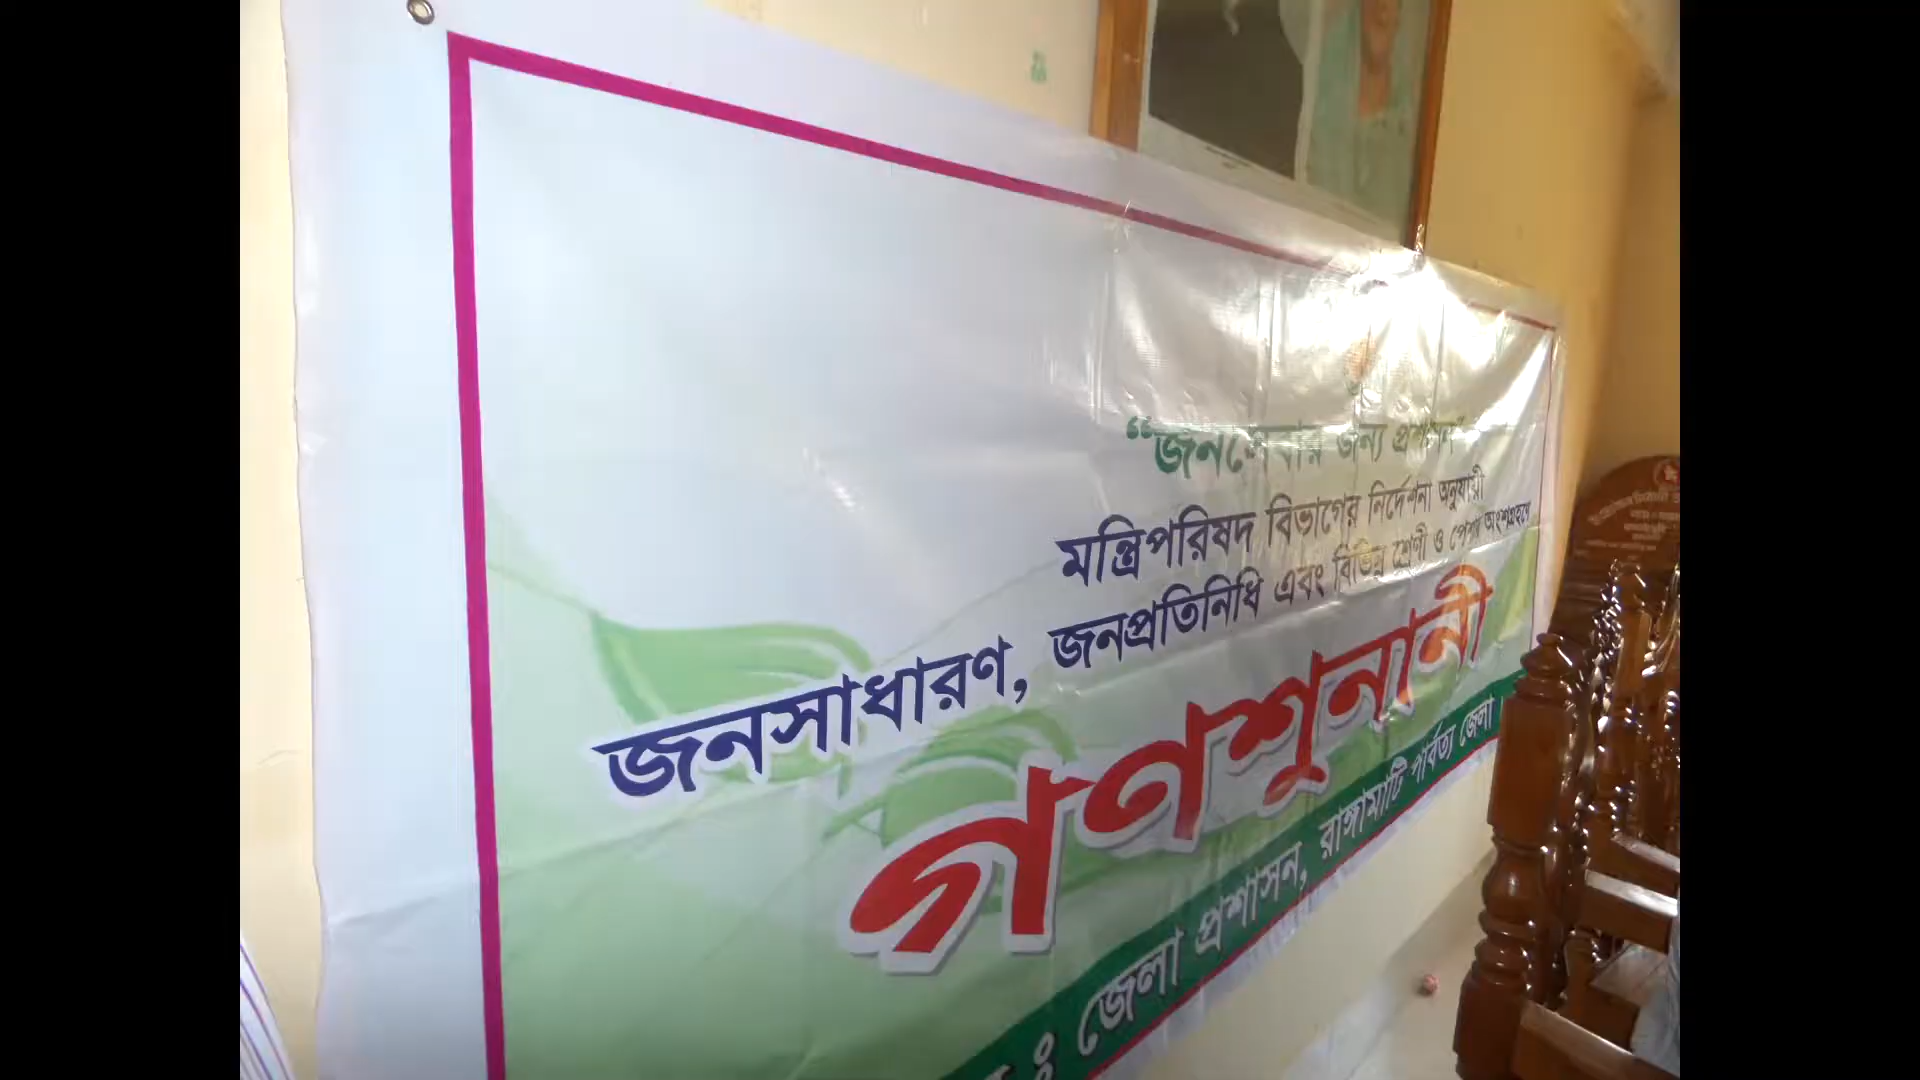 “জনসেবার জন্য প্রশাসন”
মন্ত্রিপরিষদ বিভাগের নির্দেশনা অনুযায়ী
জনসাধারণ, জনপ্রতিনিধি এবং বিভিন্ন শ্রেণী ও পেশার অংশগ্রহণে
গণশুনানী
ঃ জেলা প্রশাসন, রাঙ্গামাটি পার্বত্য জেলা